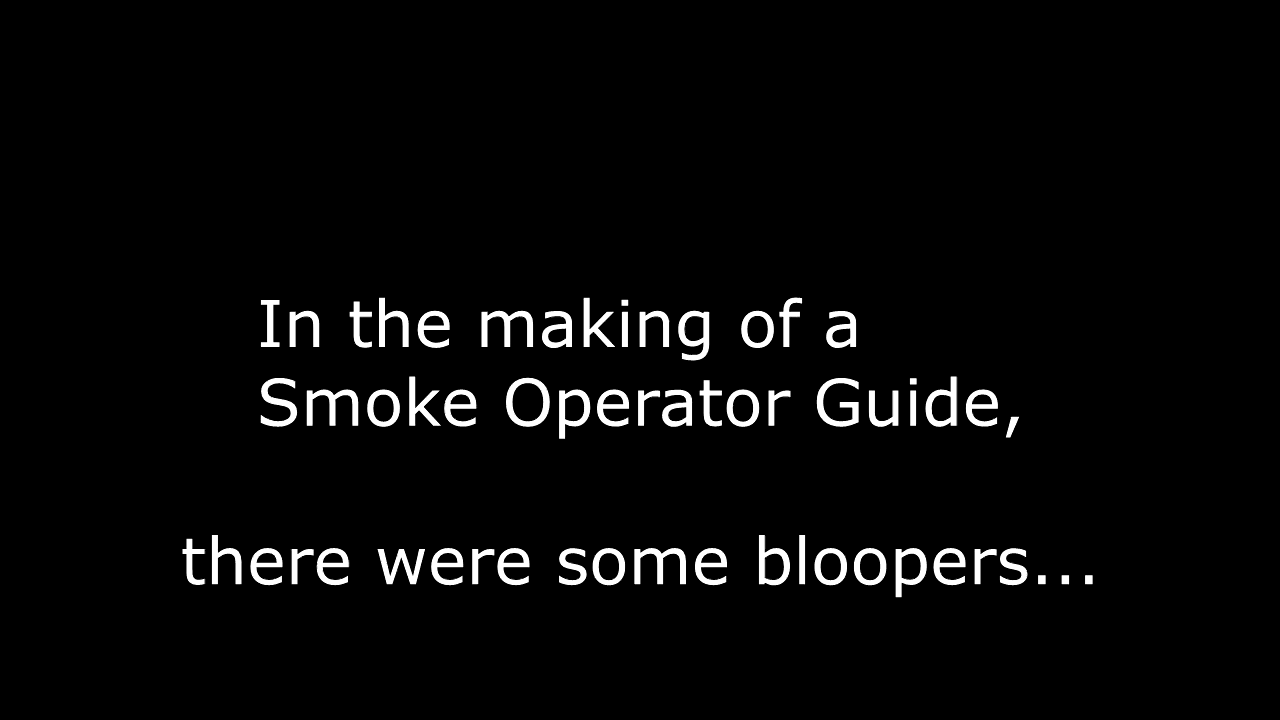 In the making of a
Smoke Operator Guide,
there were some bloopers...